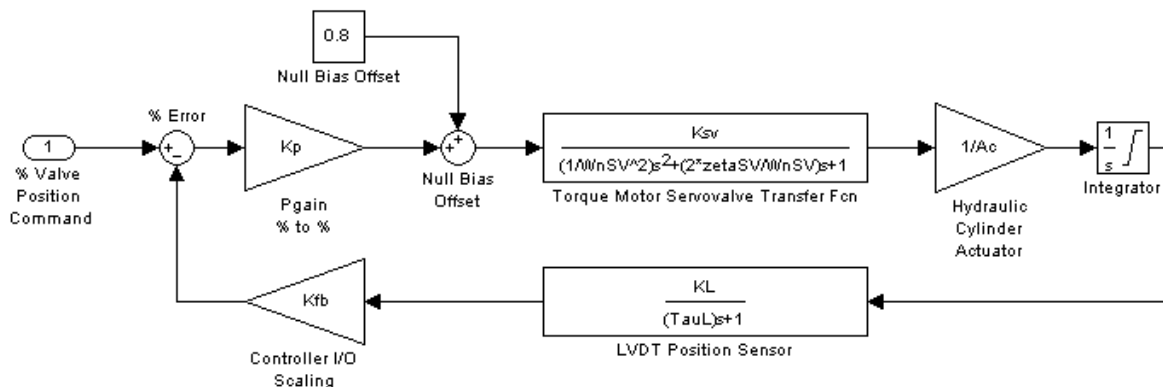 0.8
Null Bias Offset
% Error
1
% Valve
Position
Command
+
−
Kp
Pgain
% to %
+
+
Null Bias
Offset
Ksv
(1/WnSV^2)s2+(2*zetaSV/WnSV)s+1
Torque Motor Servovalve Transfer Fcn
1/Ac
Hydraulic
Cylinder
Actuator
1
s
Integrator
Kfb
Controller I/O
Scaling
KL
(TauL)s+1
LVDT Position Sensor